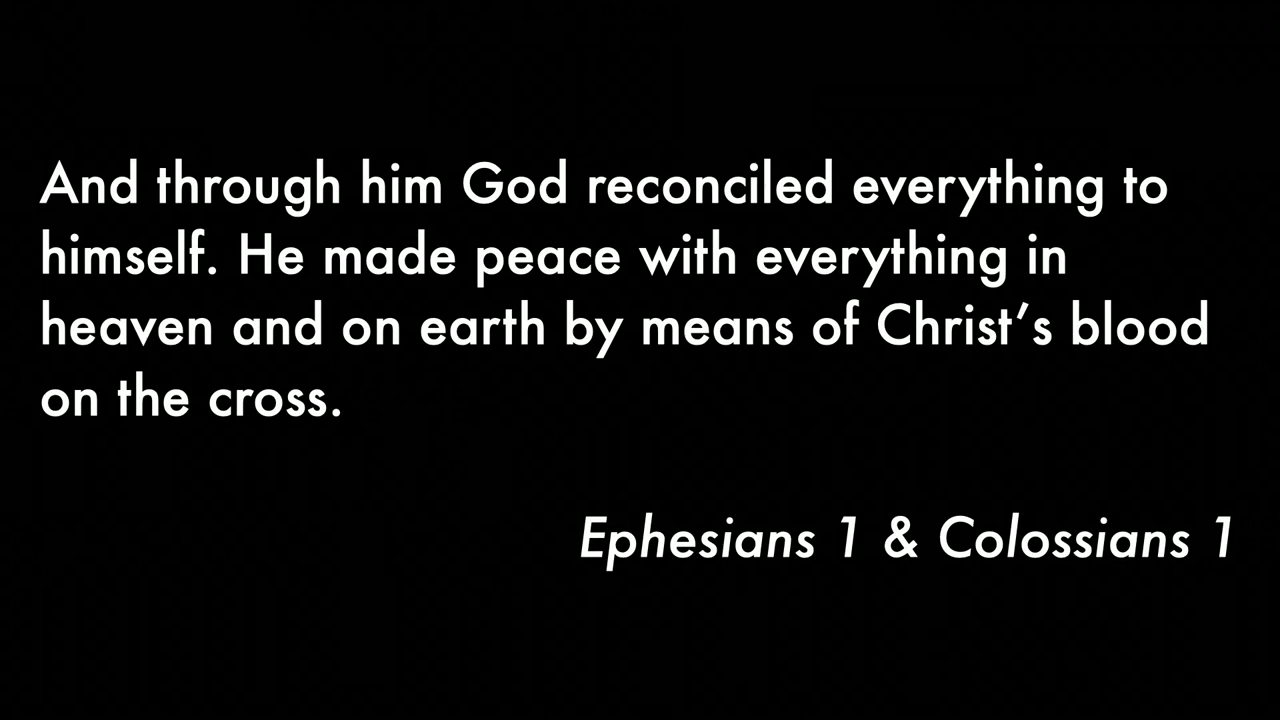 And through him God reconciled everything to
himself. He made peace with everything in
heaven and on earth by means of Christ’s blood
on the cross.
Ephesians 1 & Colossians 1